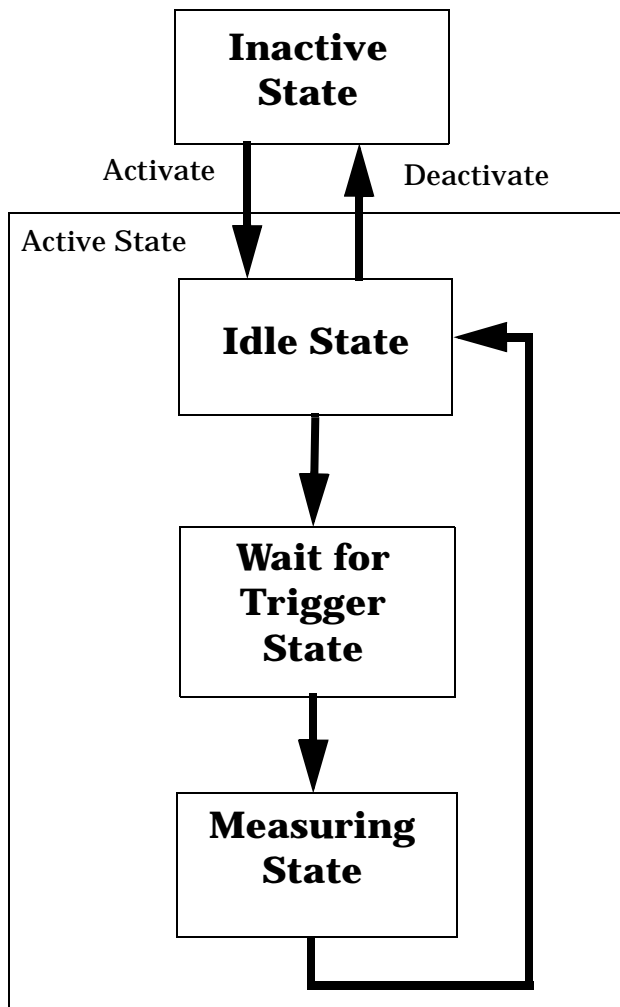 Inactive
State
Activate
Deactivate
Active State
Idle State
Wait for
Trigger
State
Measuring
State